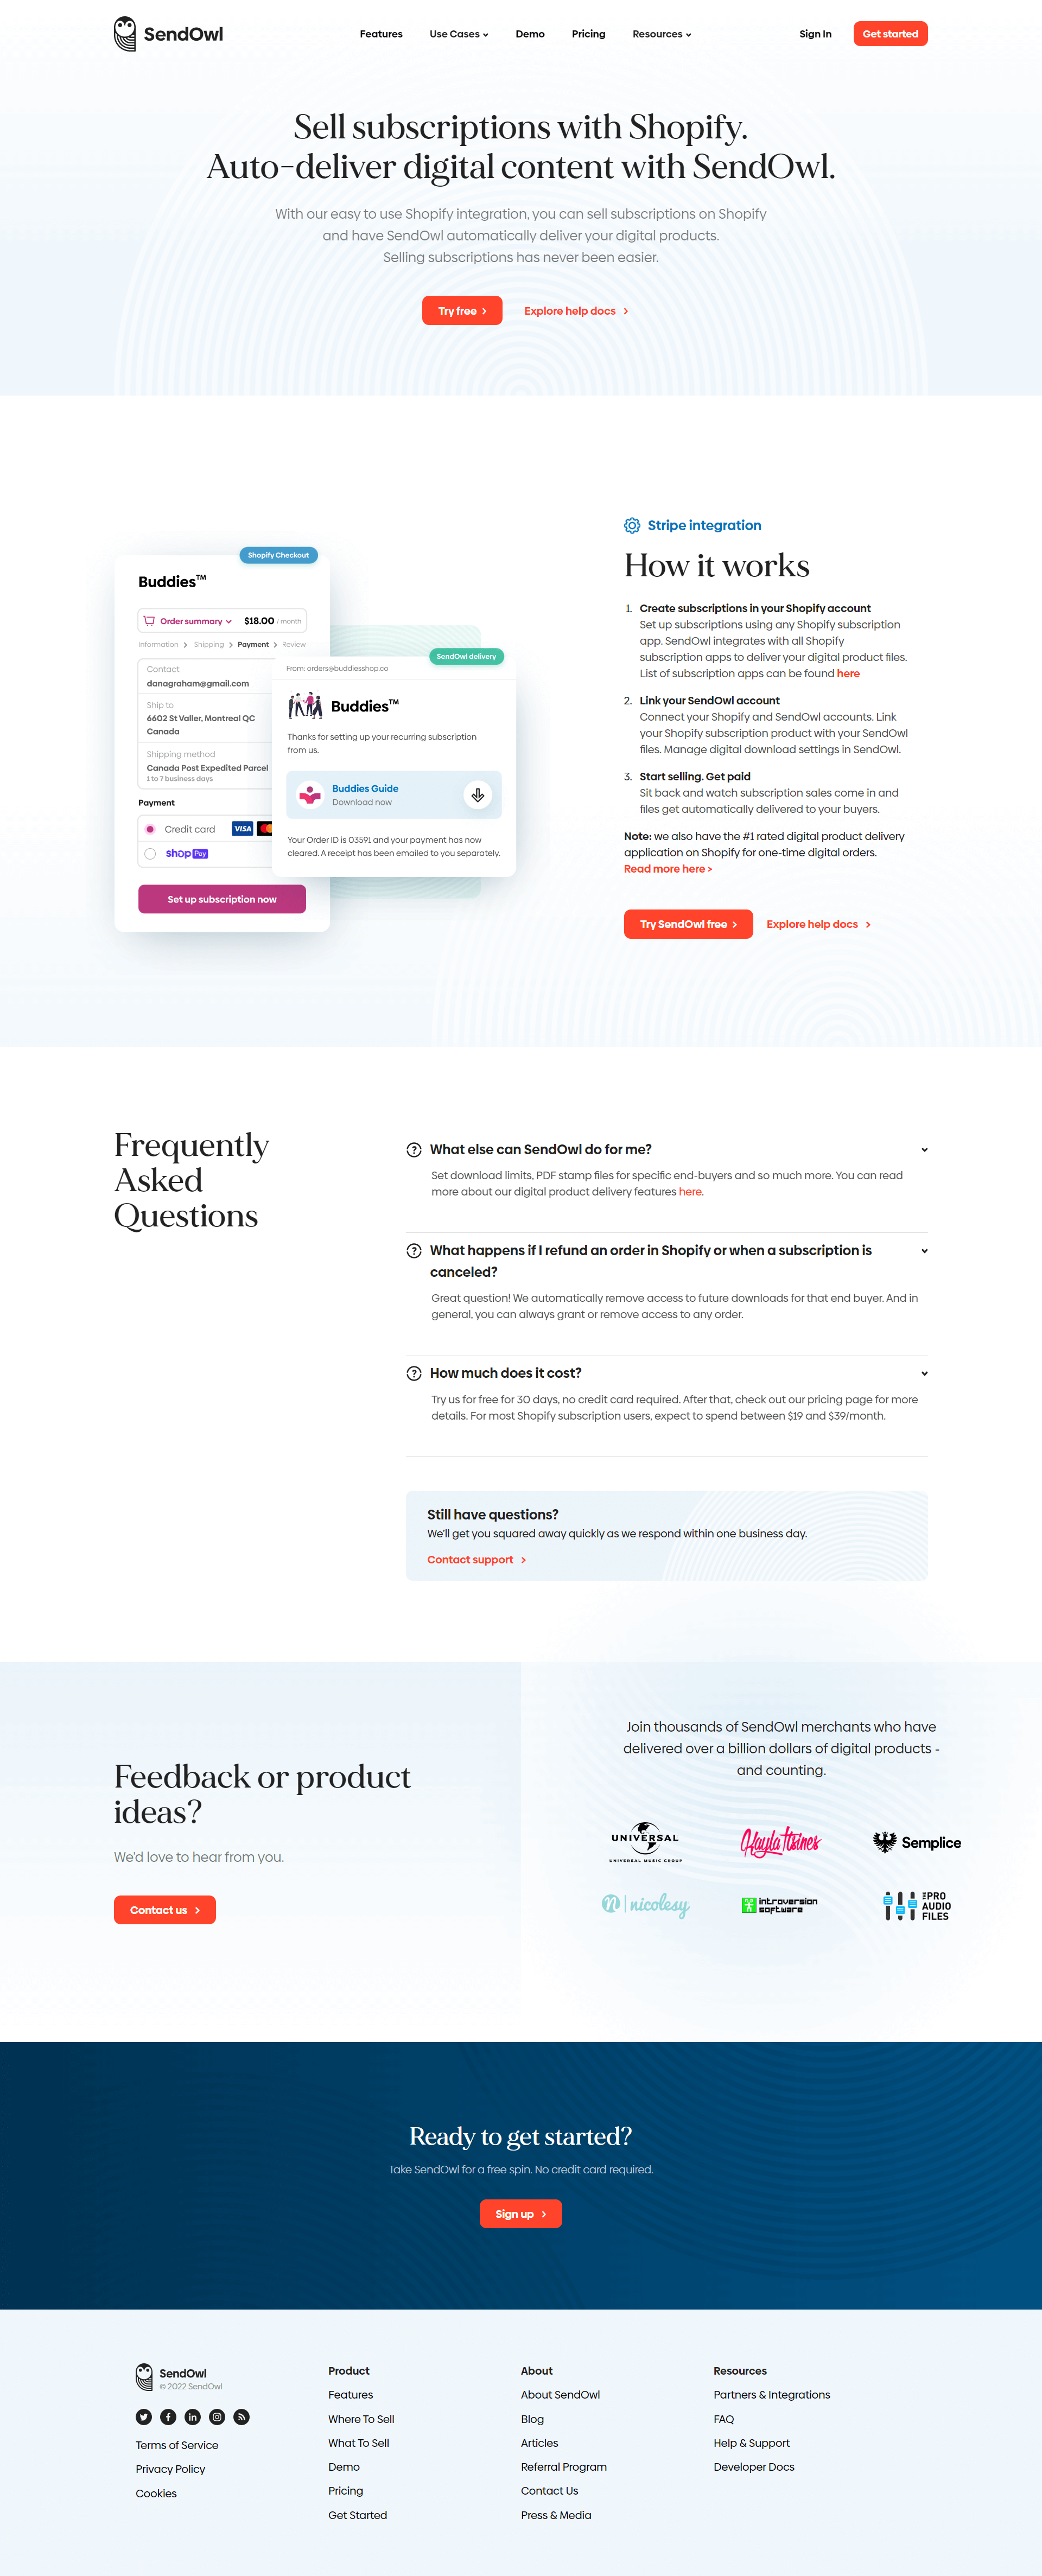 SendOwl
Features
Use Cases
Demo
Pricing
Resources
Sign In
Get started
Sell subscriptions with Shopify.
Auto-deliver digital content with SendOwl.
With our easy to use Shopify integration, you can sell subscriptions on Shopify
and have SendOwl automatically deliver your digital products.
Selling subscriptions has never been easier.
Try free
Explore help docs
Shopify Checkout
Buddies™
Order summary
$18.00 / month
Information > Shipping > Payment > Review
Contact
danagraham@gmail.com
Ship to
6602 St Valler, Montreal QC
Canada
Shipping method
Canada Post Expedited Parcel
1 to 7 business days
Payment
Credit card
VISA
shop Pay
Set up subscription now
SendOwl delivery
From: orders@buddiesshop.co
Buddies™
Thanks for setting up your recurring subscription
from us.
Buddies Guide
Download now
Your Order ID is 03591 and your payment has now
cleared. A receipt has been emailed to you separately.
Stripe integration
How it works
1. Create subscriptions in your Shopify account
Set up subscriptions using any Shopify subscription
app. SendOwl integrates with all Shopify
subscription apps to deliver your digital product files.
List of subscription apps can be found here
2. Link your SendOwl account
Connect your Shopify and SendOwl accounts. Link
your Shopify subscription product with your SendOwl
files. Manage digital download settings in SendOwl.
3. Start selling. Get paid
Sit back and watch subscription sales come in and
files get automatically delivered to your buyers.
Note: we also have the #1 rated digital product delivery
application on Shopify for one-time digital orders.
Read more here >
Try SendOwl free
Explore help docs
Frequently
Asked
Questions
What else can SendOwl do for me?
Set download limits, PDF stamp files for specific end-buyers and so much more. You can read
more about our digital product delivery features here.
What happens if I refund an order in Shopify or when a subscription is
canceled?
Great question! We automatically remove access to future downloads for that end buyer. And in
general, you can always grant or remove access to any order.
How much does it cost?
Try us for free for 30 days, no credit card required. After that, check out our pricing page for more
details. For most Shopify subscription users, expect to spend between $19 and $39/month.
Still have questions?
We'll get you squared away quickly as we respond within one business day.
Contact support
Feedback or product
ideas?
We'd love to hear from you.
Contact us
Join thousands of SendOwl merchants who have
delivered over a billion dollars of digital products -
and counting.
UNIVERSAL
UNIVERSAL MUSIC GROUP
Kayla Itsines
Semplice
n nicolesy
introversion
software
THE PRO
AUDIO
FILES
Ready to get started?
Take SendOwl for a free spin. No credit card required.
Sign up
SendOwl
© 2022 SendOwl
Terms of Service
Privacy Policy
Cookies
Product
Features
Where To Sell
What To Sell
Demo
Pricing
Get Started
About
About SendOwl
Blog
Articles
Referral Program
Contact Us
Press & Media
Resources
Partners & Integrations
FAQ
Help & Support
Developer Docs